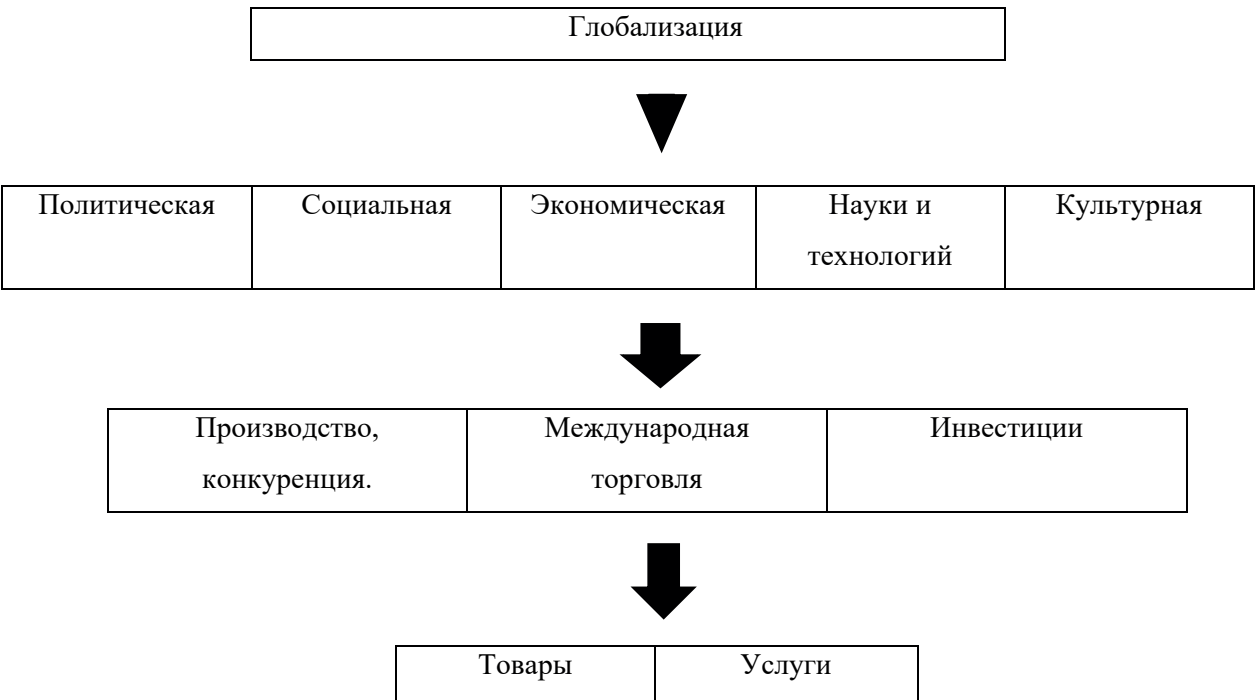 Глобализация
Политическая Социальная Экономическая Науки и Культурная
технологий
Производство, Международная Инвестиции
конкуренция. торговля
Товары Услуги